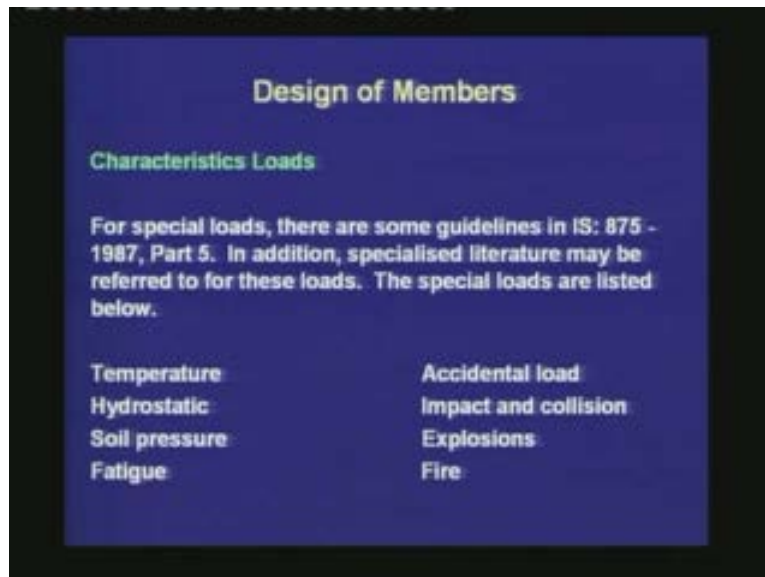 Design of Members
Characteristics Loads
For special loads, there are some guidelines in IS: 875 -
1987, Part 5. In addition, specialised literature may be
referred to for these loads. The special loads are listed
below.
Temperature Accidental load
Hydrostatic Impact and collision
Soil pressure Explosions
Fatigue Fire